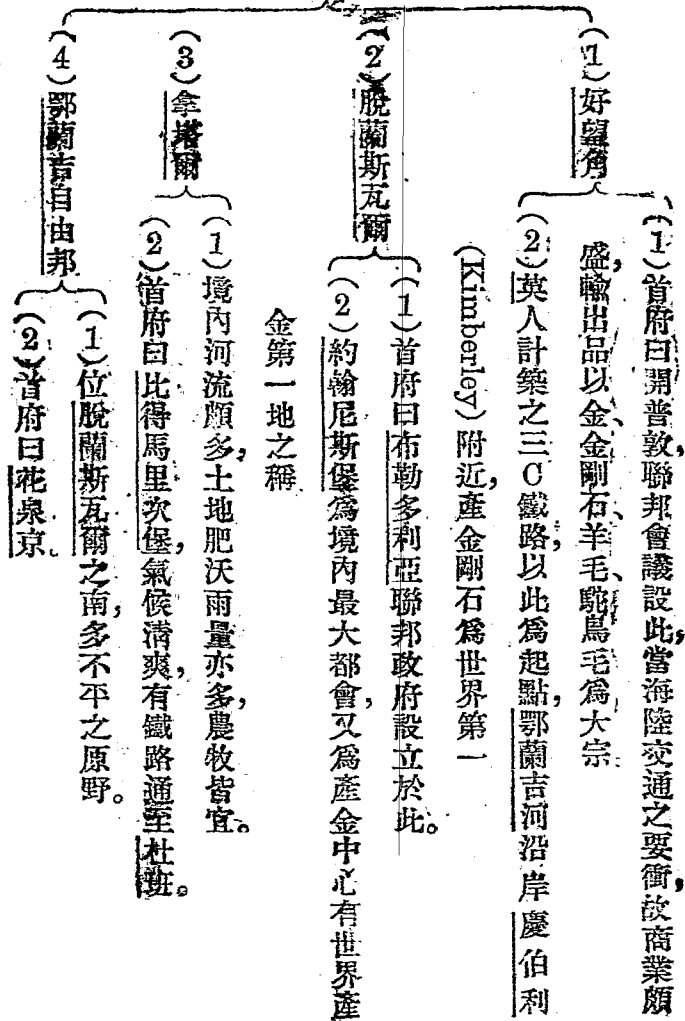 (1)好望角
(1)首府曰開普敦,聯邦會議設此,當海陸交通之要衝,故商業頗
盛,輸出品以金、金剛石、羊毛、駝鳥毛、爲大宗
(2)英人計築之三C鐵路,以此爲起點,鄂蘭吉河沿岸慶伯利
(Kimberley)附近,產金剛石爲世界第一
(2)脫蘭斯瓦爾
(1)首府曰布勒多利亞聯邦政府設立於此。
(2)約翰尼斯堡爲境內最大都會,又爲產金中心有世界產
金第一地之稱
(3)拿塔爾
(1)境內河流頗多,土地肥沃雨量亦多,農牧皆宜。
(2)首府曰比得馬里次堡,氣候清爽,有鐵路通至杜班。
(4)鄂蘭吉自由邦
(1)位脫蘭斯瓦爾之南,多不平之原野。
(2)首府曰花泉京。